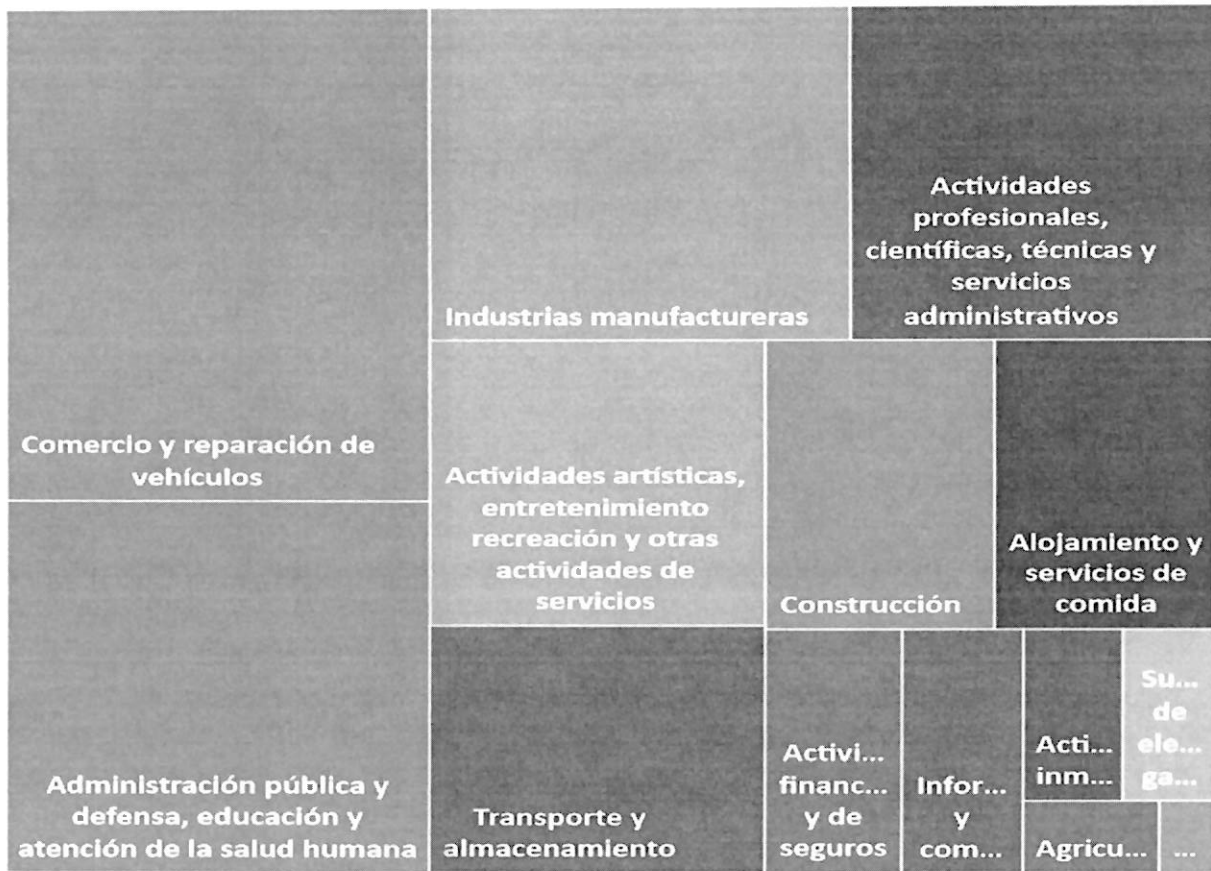 Comercio y reparación de
vehículos
Administración pública y
defensa, educación y
atención de la salud humana
Industrias manufactureras
Actividades
profesionales,
científicas, técnicas y
servicios
administrativos
Actividades artísticas,
entretenimiento
recreación y otras
actividades de
servicios
Construcción
Alojamiento y
servicios de
comida
Transporte y
almacenamiento
Activi...
financ...
y de
seguros
Infor...
y
com...
Acti...
inm...
Su...
de
ele...
ga...
Agricu...
...